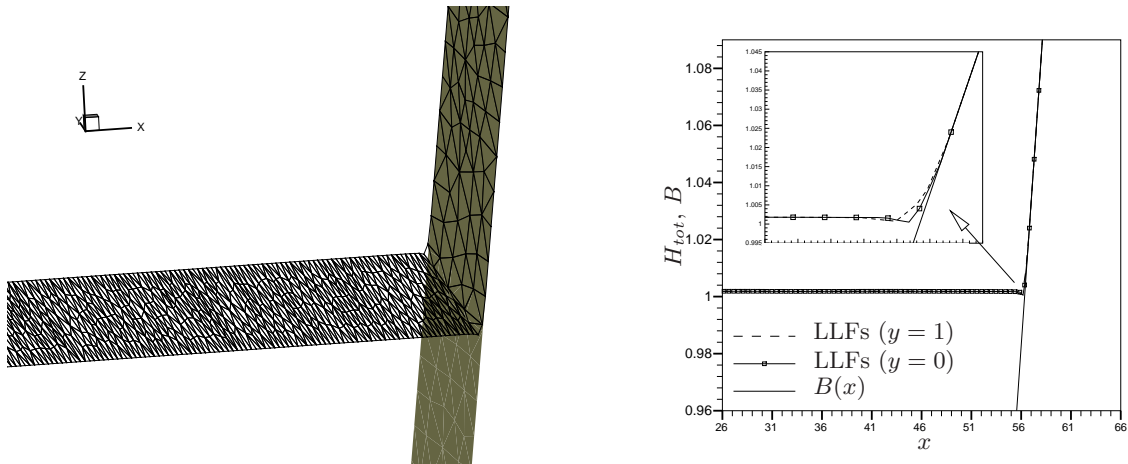 Z
Y
X
H_tot, B
1.08
1.06
1.04
1.02
1
0.98
0.96
1.045
1.04
1.035
1.03
1.025
1.02
1.015
1.01
1.005
1
0.995
LLFs (y = 1)
LLFs (y = 0)
B(x)
26 31 36 41 46 51 56 61 66
x